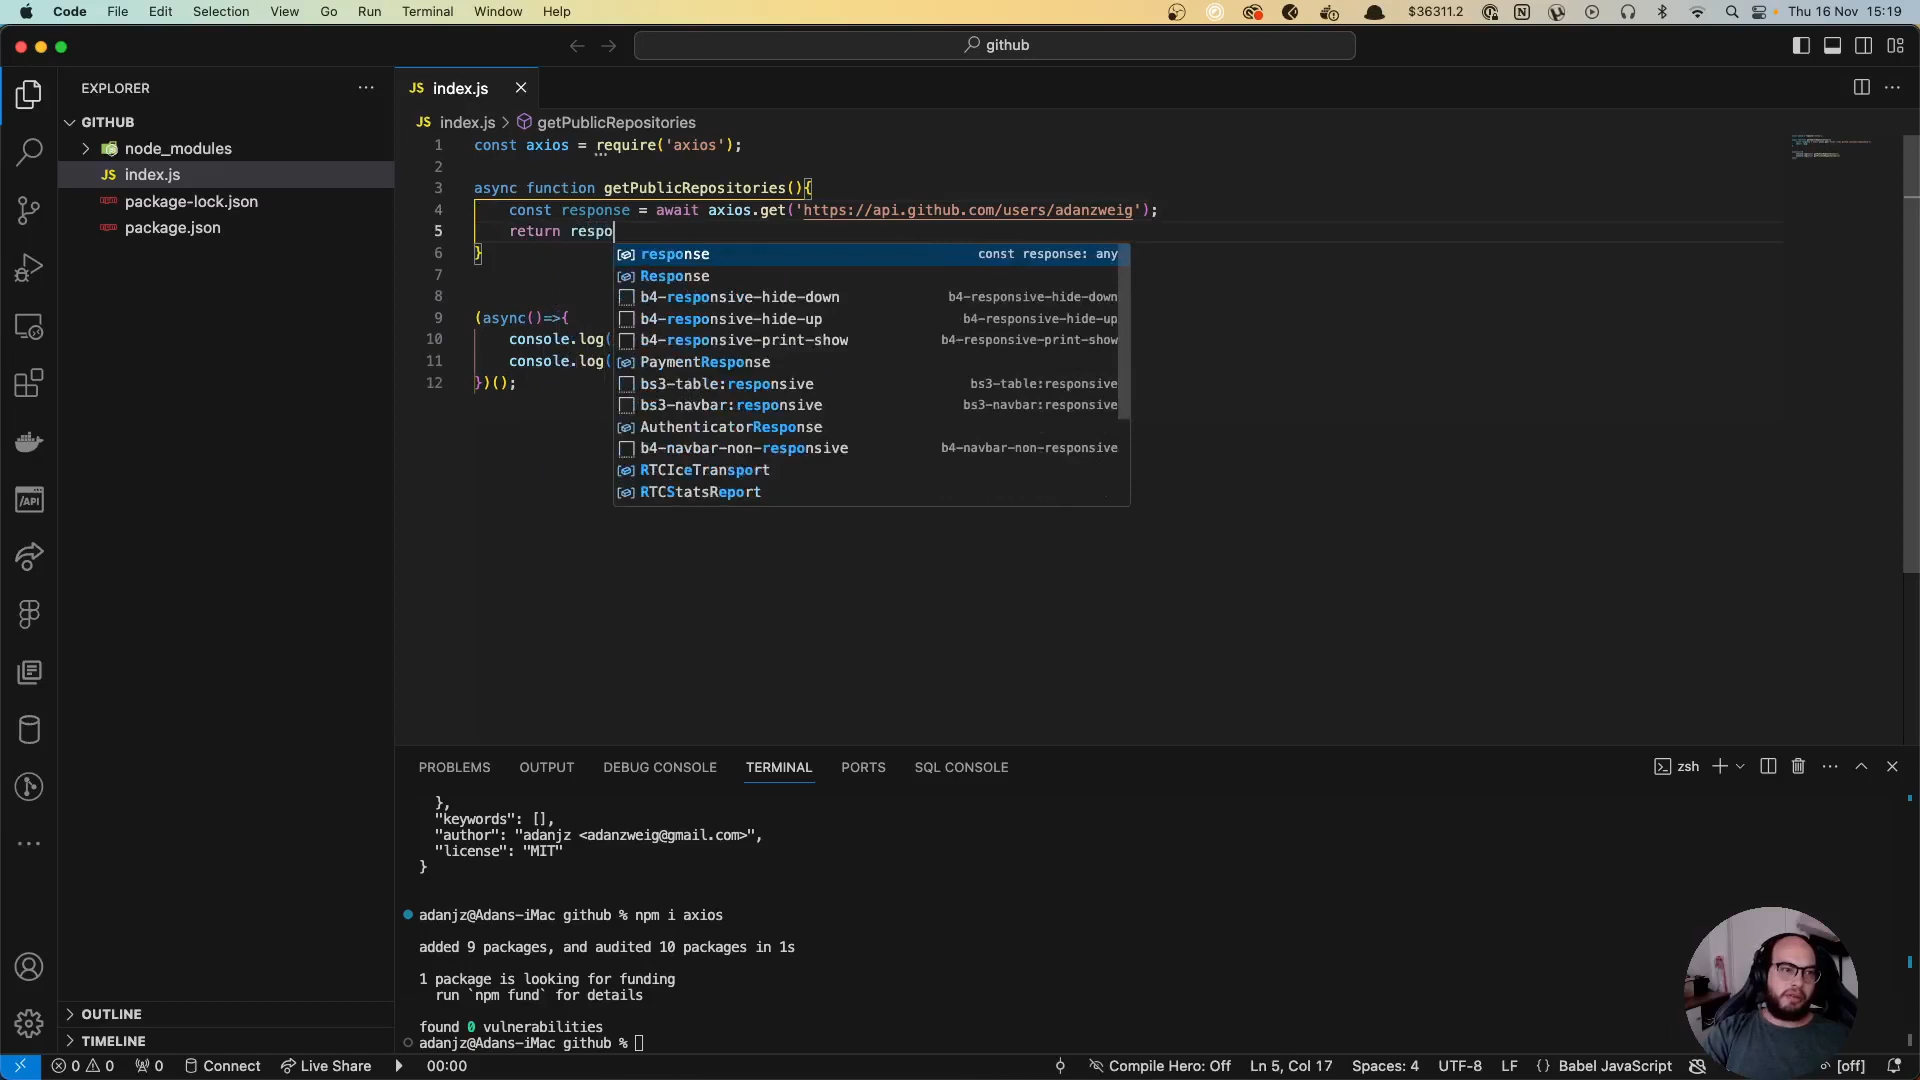 Code File Edit Selection View Go Run Terminal Window Help $36311.2 Thu 16 Nov 15:19
github
EXPLORER
GITHUB
node_modules
JS index.js
package-lock.json
package.json
OUTLINE
TIMELINE
JS index.js
JS index.js > getPublicRepositories
1 const axios = require('axios');
2
3 async function getPublicRepositories(){
4 const response = await axios.get('https://api.github.com/users/adanzweig');
5 return respo
6 }
7
8
9 (async()=>{
10 console.log(
11 console.log(
12 })();
response const response: any
Response
b4-responsive-hide-down b4-responsive-hide-down
b4-responsive-hide-up b4-responsive-hide-up
b4-responsive-print-show b4-responsive-print-show
PaymentResponse
bs3-table:responsive bs3-table:responsive
bs3-navbar:responsive bs3-navbar:responsive
AuthenticatorResponse
b4-navbar-non-responsive b4-navbar-non-responsive
RTCIceTransport
RTCStatsReport
/API
PROBLEMS OUTPUT DEBUG CONSOLE TERMINAL PORTS SQL CONSOLE zsh
},
"keywords": [],
"author": "adanjz <adanzweig@gmail.com>",
"license": "MIT"
}
adanjz@Adans-iMac github % npm i axios
added 9 packages, and audited 10 packages in 1s
1 package is looking for funding
run `npm fund` for details
found 0 vulnerabilities
adanjz@Adans-iMac github %
0 0 0 Connect Live Share 00:00 Compile Hero: Off Ln 5, Col 17 Spaces: 4 UTF-8 LF {} Babel JavaScript [off]